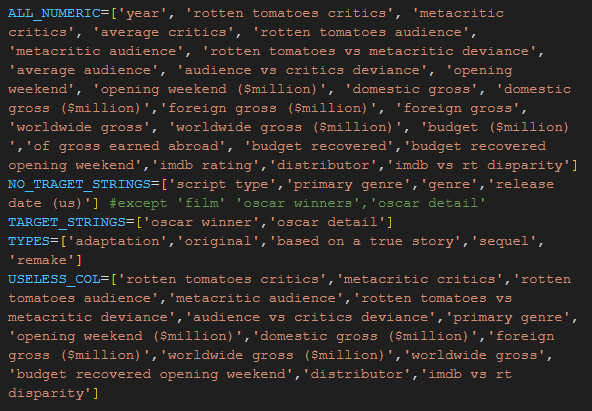 ALL_NUMERIC=['year', 'rotten tomatoes critics', 'metacritic
critics', 'average critics', 'rotten tomatoes audience',
'metacritic audience', 'rotten tomatoes vs metacritic deviance',
'average audience', 'audience vs critics deviance', 'opening
weekend', 'opening weekend ($million)', 'domestic gross', 'domestic
gross ($million)','foreign gross ($million)', 'foreign gross',
'worldwide gross', 'worldwide gross ($million)', 'budget ($million)
','of gross earned abroad', 'budget recovered','budget recovered
opening weekend','imdb rating','distributor','imdb vs rt disparity']
NO_TRAGET_STRINGS=['script type','primary genre','genre','release
date (us)'] #except 'film' 'oscar winners','oscar detail'
TARGET_STRINGS=['oscar winner','oscar detail']
TYPES=['adaptation','original','based on a true story','sequel',
'remake']
USELESS_COL=['rotten tomatoes critics','metacritic critics','rotten
tomatoes audience','metacritic audience','rotten tomatoes vs
metacritic deviance','audience vs critics deviance','primary genre',
'opening weekend ($million)','domestic gross ($million)','foreign
gross ($million)','worldwide gross ($million)','worldwide gross',
'budget recovered opening weekend','distributor','imdb vs rt
disparity']